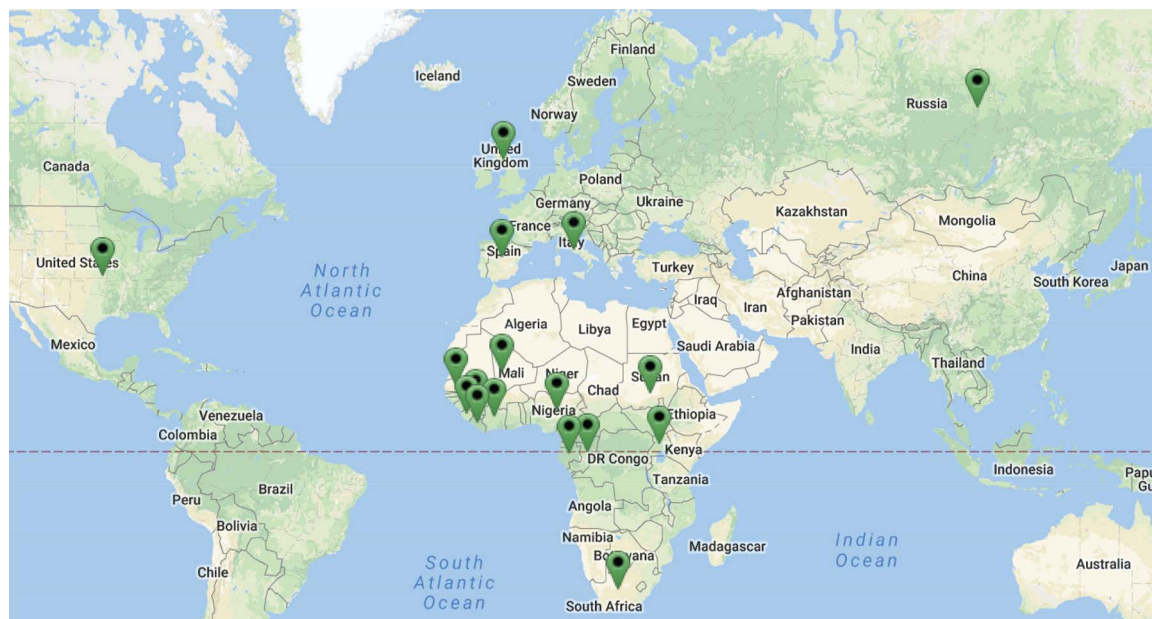 Iceland
Finland
Sweden
Norway
Russia
United
Kingdom
Canada
Poland
Germany
Ukraine
Kazakhstan
Mongolia
France
Italy
Spain
United States
North
Atlantic
Ocean
Turkey
China
Japan
South Korea
Afghanistan
Iraq
Iran
Pakistan
Algeria
Libya
Egypt
Mexico
Saudi Arabia
India
Thailand
Mali
Niger
Sudan
Chad
Venezuela
Nigeria
Ethiopia
Colombia
Kenya
DR Congo
Indonesia
Papu
Gu
Tanzania
Peru
Brazil
Angola
Bolivia
Namibia
Botswana
Madagascar
Indian
Ocean
Chile
South
Atlantic
Ocean
Australia
South Africa